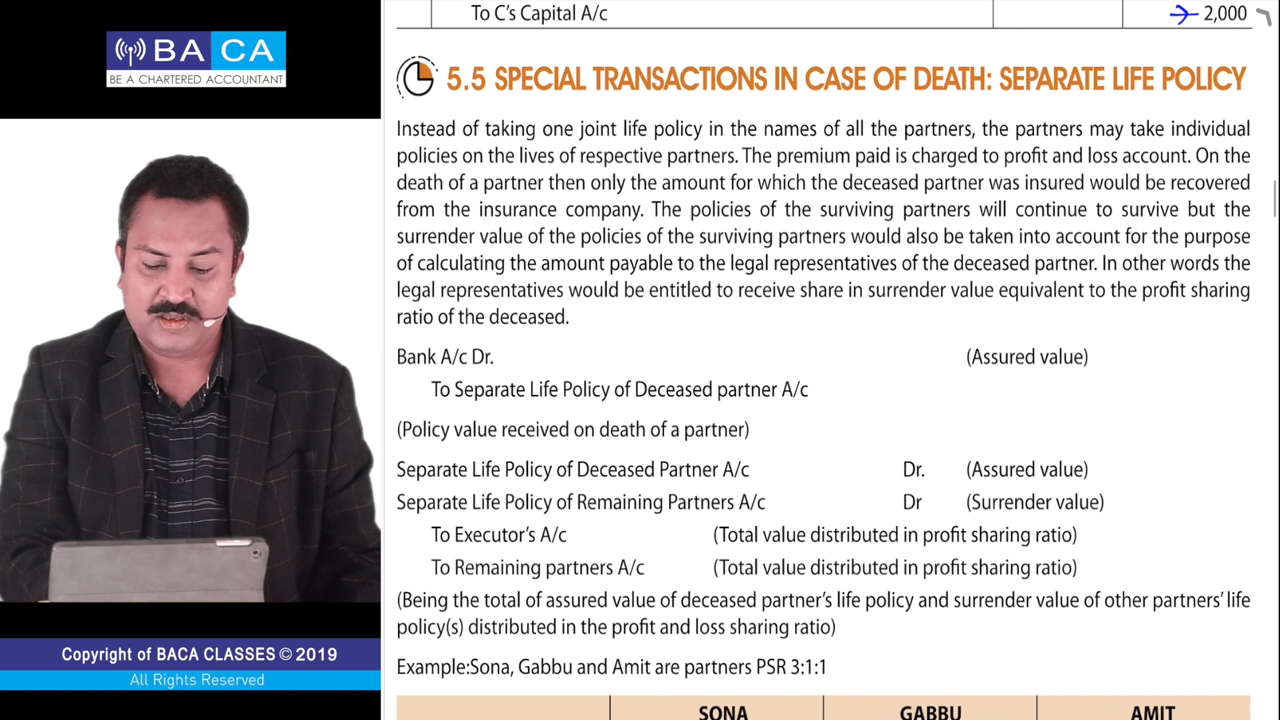 To C's Capital A/c 2,000
BACA
BE A CHARTERED ACCOUNTANT
5.5 SPECIAL TRANSACTIONS IN CASE OF DEATH: SEPARATE LIFE POLICY
Instead of taking one joint life policy in the names of all the partners, the partners may take individual
policies on the lives of respective partners. The premium paid is charged to profit and loss account. On the
death of a partner then only the amount for which the deceased partner was insured would be recovered
from the insurance company. The policies of the surviving partners will continue to survive but the
surrender value of the policies of the surviving partners would also be taken into account for the purpose
of calculating the amount payable to the legal representatives of the deceased partner. In other words the
legal representatives would be entitled to receive share in surrender value equivalent to the profit sharing
ratio of the deceased.
Bank A/c Dr. (Assured value)
To Separate Life Policy of Deceased partner A/c
(Policy value received on death of a partner)
Separate Life Policy of Deceased Partner A/c Dr. (Assured value)
Separate Life Policy of Remaining Partners A/c Dr (Surrender value)
To Executor's A/c (Total value distributed in profit sharing ratio)
To Remaining partners A/c (Total value distributed in profit sharing ratio)
(Being the total of assured value of deceased partner's life policy and surrender value of other partners' life
policy(s) distributed in the profit and loss sharing ratio)
Example:Sona, Gabbu and Amit are partners PSR 3:1:1
SONA GABBU AMIT
Copyright of BACA CLASSES © 2019
All Rights Reserved